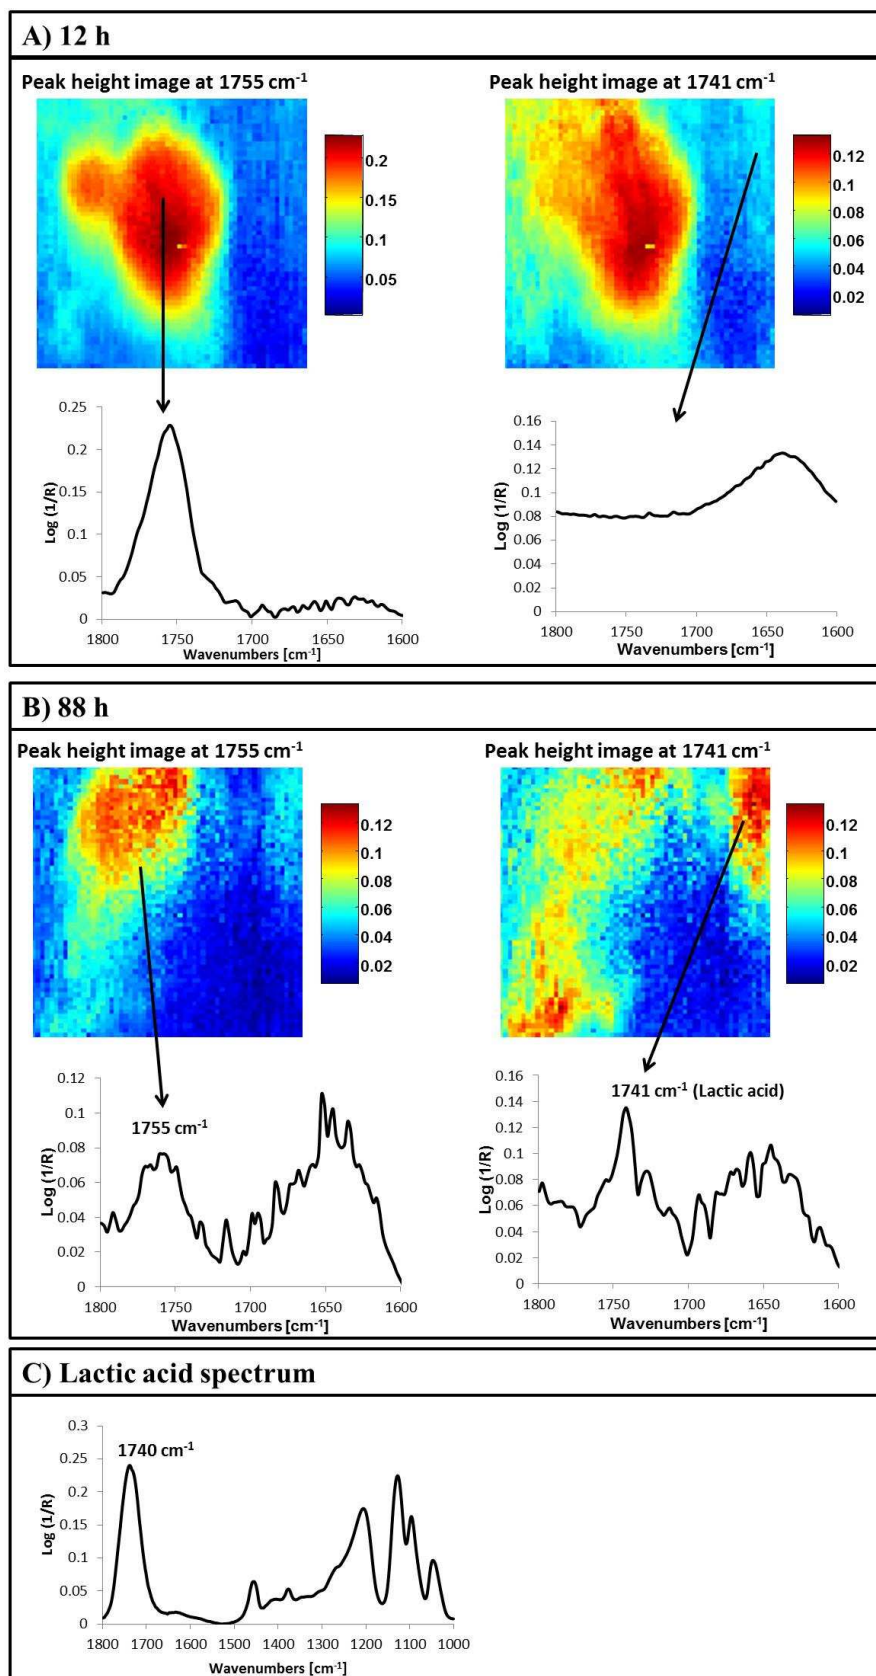 A) 12 h
Peak height image at 1755 cm-1
Peak height image at 1741 cm-1
0.2
0.15
0.1
0.05
0.12
0.1
0.08
0.06
0.04
0.02
0.25
0.2
0.15
0.1
0.05
0
Log (1/R)
1800 1750 1700 1650 1600
Wavenumbers [cm-1]
0.16
0.14
0.12
0.1
0.08
0.06
0.04
0.02
0
Log (1/R)
1800 1750 1700 1650 1600
Wavenumbers [cm-1]
B) 88 h
Peak height image at 1755 cm-1
Peak height image at 1741 cm-1
0.12
0.1
0.08
0.06
0.04
0.02
0.12
0.1
0.08
0.06
0.04
0.02
0.12
0.1
0.08
0.06
0.04
0.02
0
Log (1/R)
1755 cm-1
1800 1750 1700 1650 1600
Wavenumbers [cm-1]
0.16
0.14
0.12
0.1
0.08
0.06
0.04
0.02
0
Log (1/R)
1741 cm-1 (Lactic acid)
1800 1750 1700 1650 1600
Wavenumbers [cm-1]
C) Lactic acid spectrum
0.3
0.25
0.2
0.15
0.1
0.05
0
Log (1/R)
1740 cm-1
1800 1700 1600 1500 1400 1300 1200 1100 1000
Wavenumbers [cm-1]